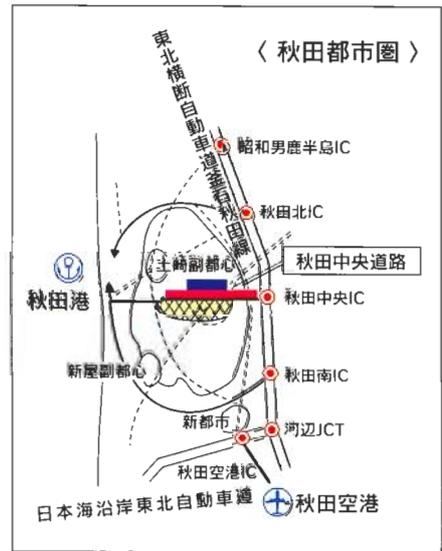 〈 秋田都市圏 〉
東北横断自動車道釜石秋田線
昭和男鹿半島IC
秋田北IC
土崎副都心
秋田中央道路
秋田港
秋田中央IC
新屋副都心
秋田南IC
新都市
河辺JCT
秋田空港IC
日本海沿岸東北自動車道
秋田空港